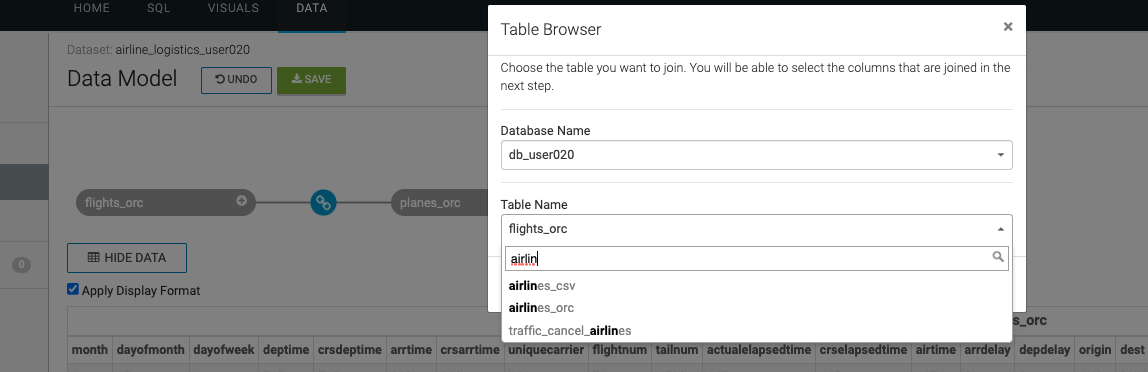 HOME SQL VISUALS DATA
Dataset: airline_logistics_user020
Data Model UNDO SAVE
flights_orc planes_orc
HIDE DATA
0
Apply Display Format
s_orc
month dayofmonth dayofweek deptime crsdeptime arrtime crsarrtime uniquecarrier flightnum tailnum actualelapsedtime crselapsedtime airtime arrdelay depdelay origin dest
Table Browser ×
Choose the table you want to join. You will be able to select the columns that are joined in the
next step.
Database Name
db_user020
Table Name
flights_orc
airlin
airlines_csv
airlines_orc
traffic_cancel_airlines